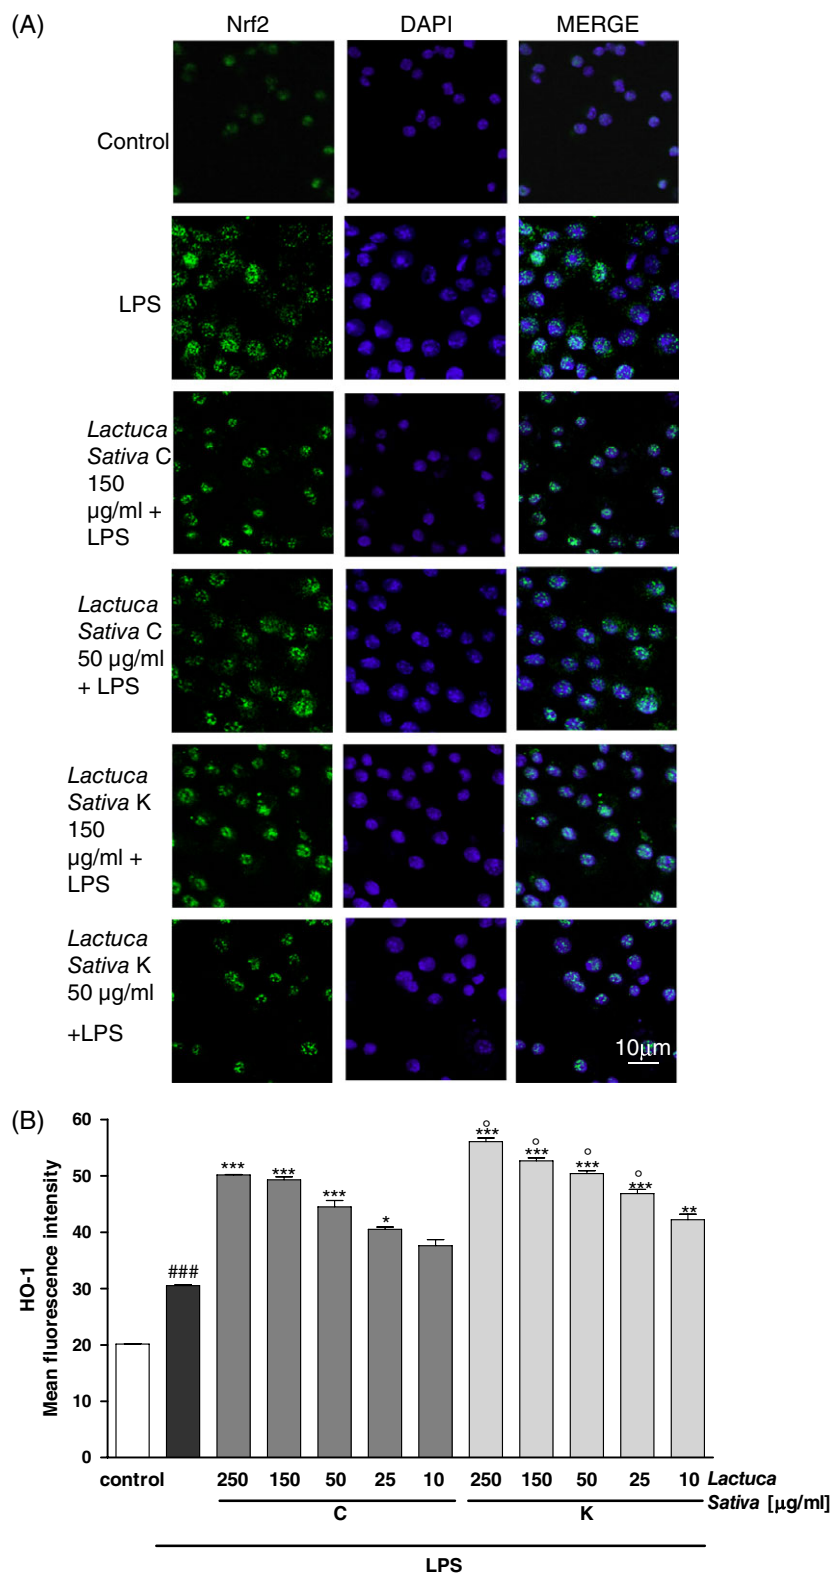 (A)
Nrf2 DAPI MERGE
Control
LPS
Lactuca
Sativa C
150
µg/ml +
LPS
Lactuca
Sativa C
50 µg/ml
+ LPS
Lactuca
Sativa K
150
µg/ml +
LPS
Lactuca
Sativa K
50 µg/ml
+LPS
10µm
(B)
HO-1
Mean fluorescence intensity
60
50
40
30
20
10
0
###
*** *** *** *
° ° ° °
*** *** *** *** **
control 250 150 50 25 10 250 150 50 25 10 Lactuca
Sativa [µg/ml]
C K
LPS